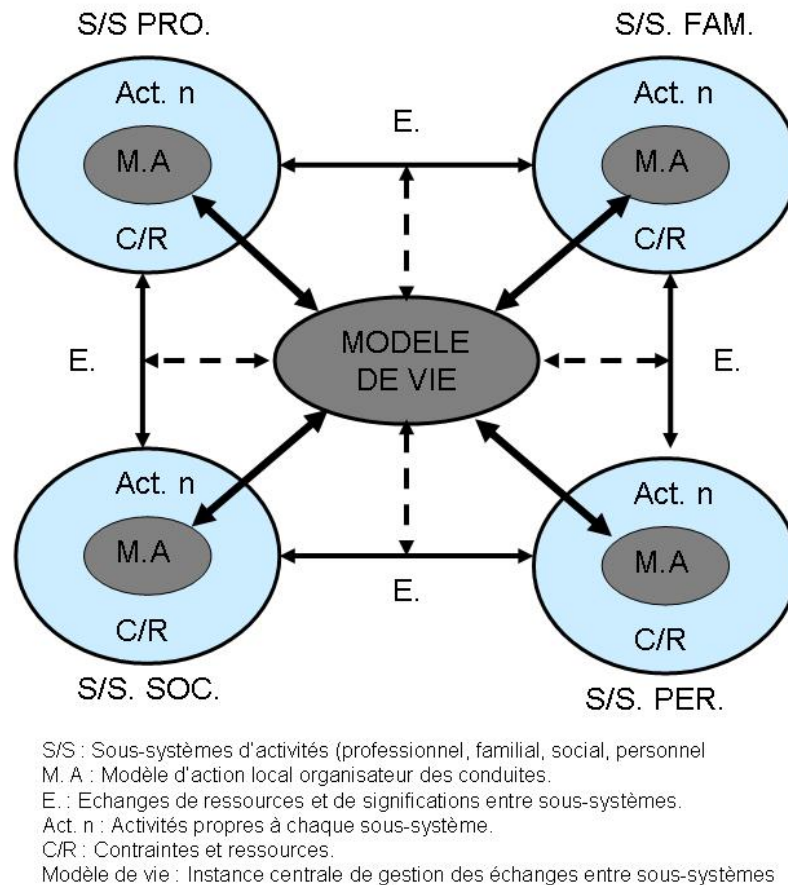 S/S PRO.
S/S. FAM.
Act. n
M.A
C/R
E.
Act. n
M.A
C/R
E.
MODELE
DE VIE
E.
Act. n
M.A
C/R
E.
Act. n
M.A
C/R
S/S. SOC.
S/S. PER.
S/S : Sous-systèmes d'activités (professionnel, familial, social, personnel
M. A : Modèle d'action local organisateur des conduites.
E. : Echanges de ressources et de significations entre sous-systèmes.
Act. n : Activités propres à chaque sous-système.
C/R : Contraintes et ressources.
Modèle de vie : Instance centrale de gestion des échanges entre sous-systèmes